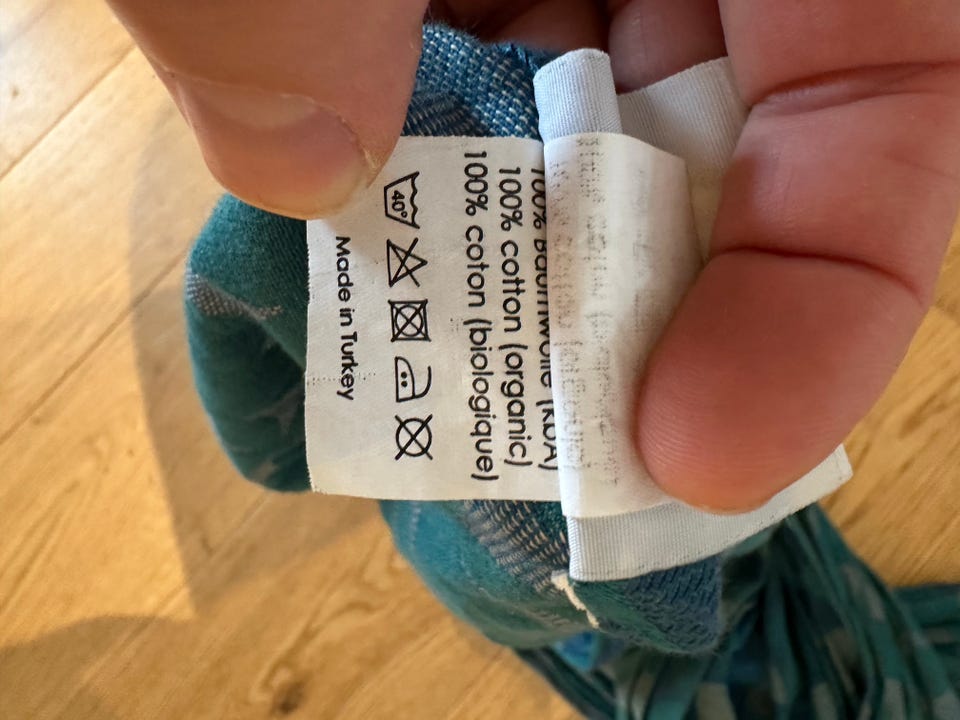 100% Baumwolle (kbA)
100% cotton (organic)
100% coton (biologique)
40°
Made in Turkey